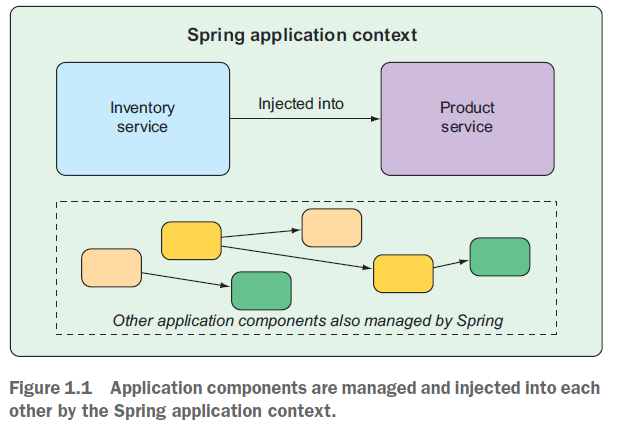 Spring application context
Inventory
service
Injected into
Product
service
Other application components also managed by Spring
Figure 1.1 Application components are managed and injected into each
other by the Spring application context.